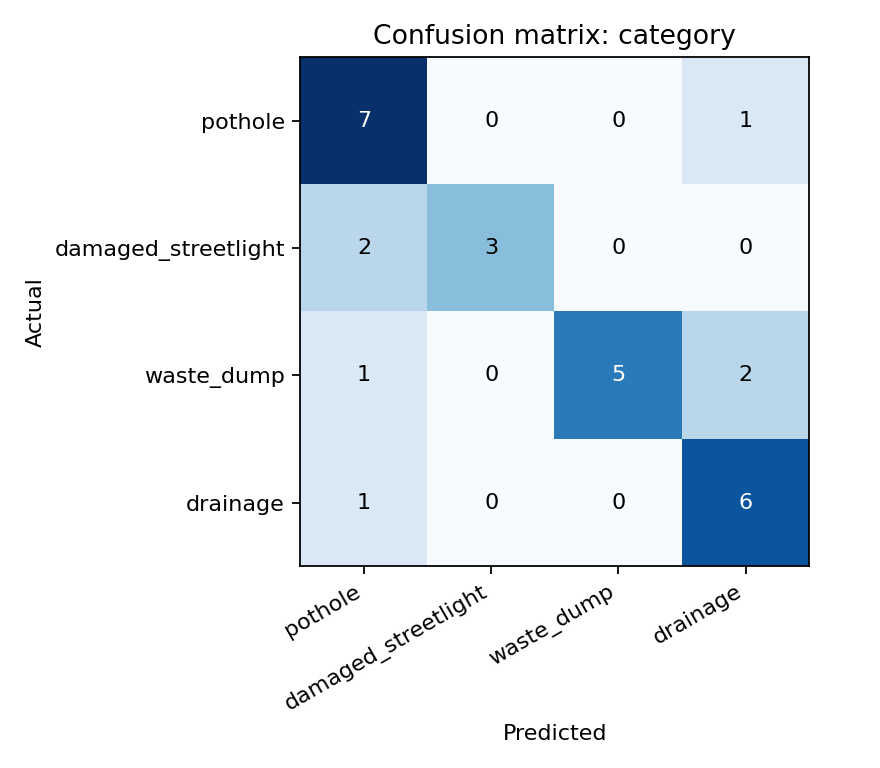 Confusion matrix: category
Actual
pothole 7 0 0 1
damaged_streetlight 2 3 0 0
waste_dump 1 0 5 2
drainage 1 0 0 6
pothole damaged_streetlight waste_dump drainage
Predicted